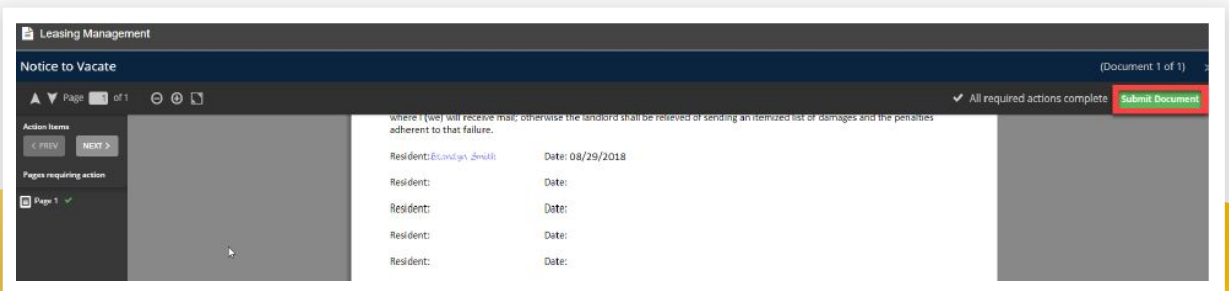 Leasing Management
Notice to Vacate
(Document 1 of 1)
Page 1 of 1
All required actions complete
Submit Document
Action Items
< PREV
NEXT >
Pages requiring action
Page 1
where I (we) will receive mail; otherwise the landlord shall be relieved of sending an itemized list of damages and the penalties
adherent to that failure.
Resident: Smith Date: 08/29/2018
Resident: Date:
Resident: Date:
Resident: Date:
Resident: Date: